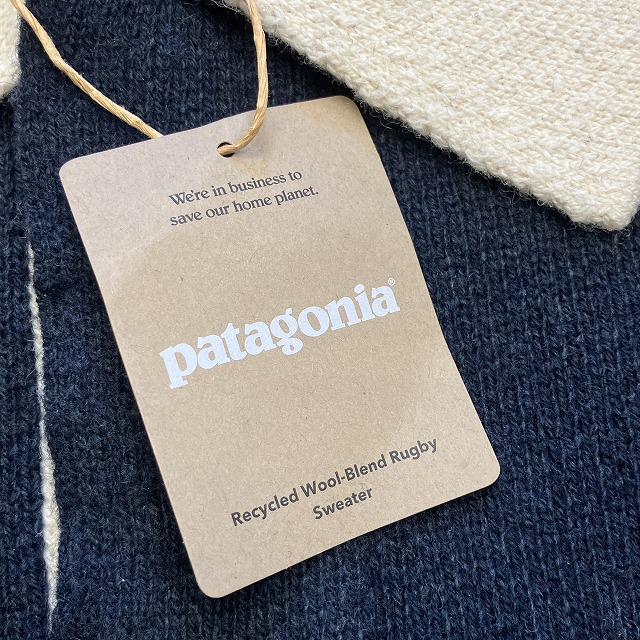 We're in business to
save our home planet.
patagonia®
Recycled Wool-Blend Rugby
Sweater